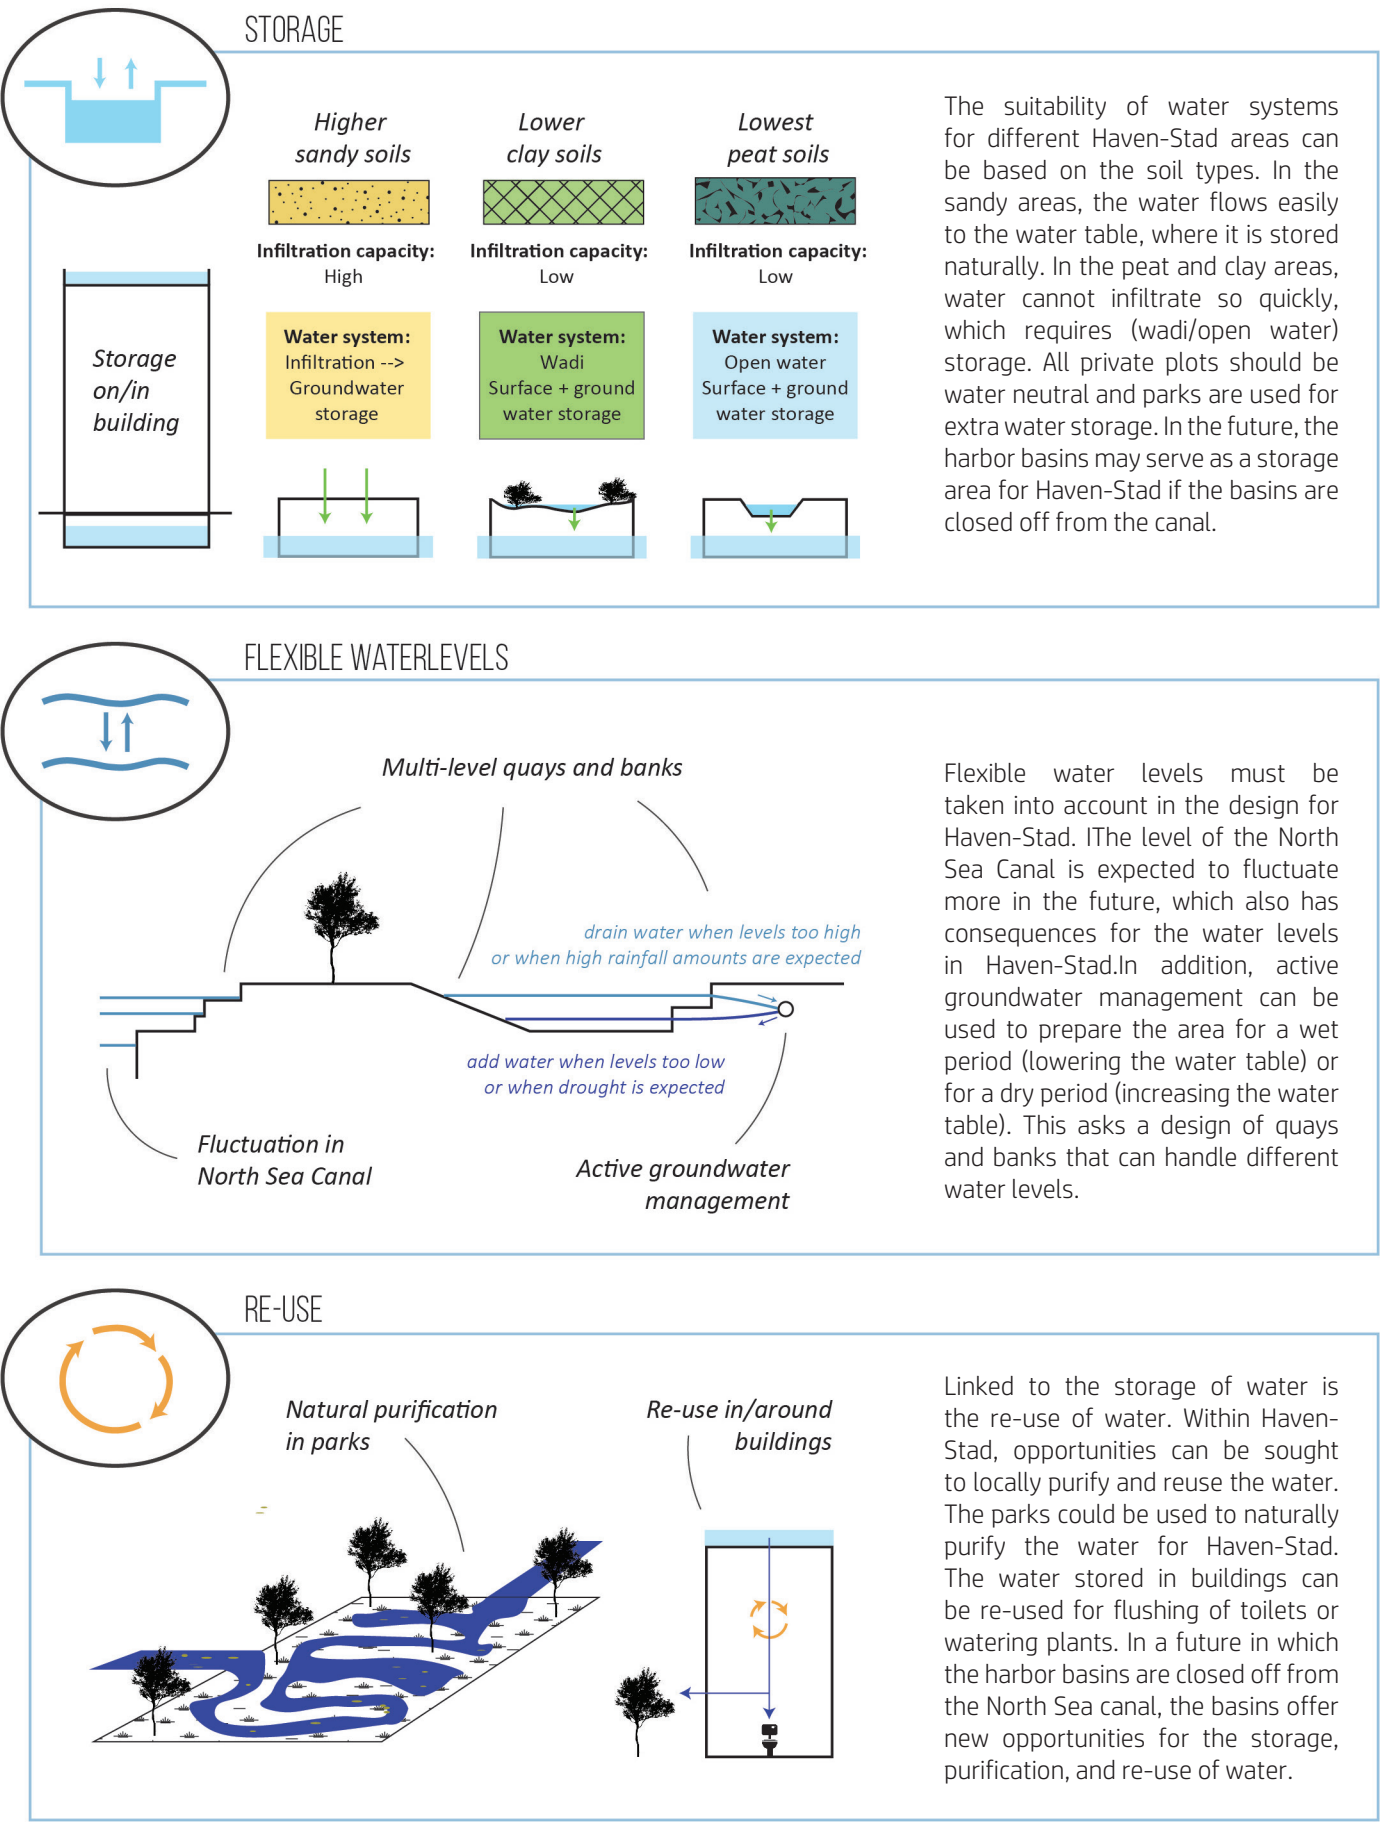 STORAGE
Higher
sandy soils
Lower
clay soils
Lowest
peat soils
Infiltration capacity:
High
Infiltration capacity:
Low
Infiltration capacity:
Low
Storage
on/in
building
Water system:
Infiltration -->
Groundwater
storage
Water system:
Wadi
Surface + ground
water storage
Water system:
Open water
Surface + ground
water storage
The suitability of water systems
for different Haven-Stad areas can
be based on the soil types. In the
sandy areas, the water flows easily
to the water table, where it is stored
naturally. In the peat and clay areas,
water cannot infiltrate so quickly,
which requires (wadi/open water)
storage. All private plots should be
water neutral and parks are used for
extra water storage. In the future, the
harbor basins may serve as a storage
area for Haven-Stad if the basins are
closed off from the canal.
FLEXIBLE WATERLEVELS
Multi-level quays and banks
drain water when levels too high
or when high rainfall amounts are expected
add water when levels too low
or when drought is expected
Fluctuation in
North Sea Canal
Active groundwater
management
Flexible water levels must be
taken into account in the design for
Haven-Stad. IThe level of the North
Sea Canal is expected to fluctuate
more in the future, which also has
consequences for the water levels
in Haven-Stad.In addition, active
groundwater management can be
used to prepare the area for a wet
period (lowering the water table) or
for a dry period (increasing the water
table). This asks a design of quays
and banks that can handle different
water levels.
RE-USE
Natural purification
in parks
Re-use in/around
buildings
Linked to the storage of water is
the re-use of water. Within Haven-
Stad, opportunities can be sought
to locally purify and reuse the water.
The parks could be used to naturally
purify the water for Haven-Stad.
The water stored in buildings can
be re-used for flushing of toilets or
watering plants. In a future in which
the harbor basins are closed off from
the North Sea canal, the basins offer
new opportunities for the storage,
purification, and re-use of water.